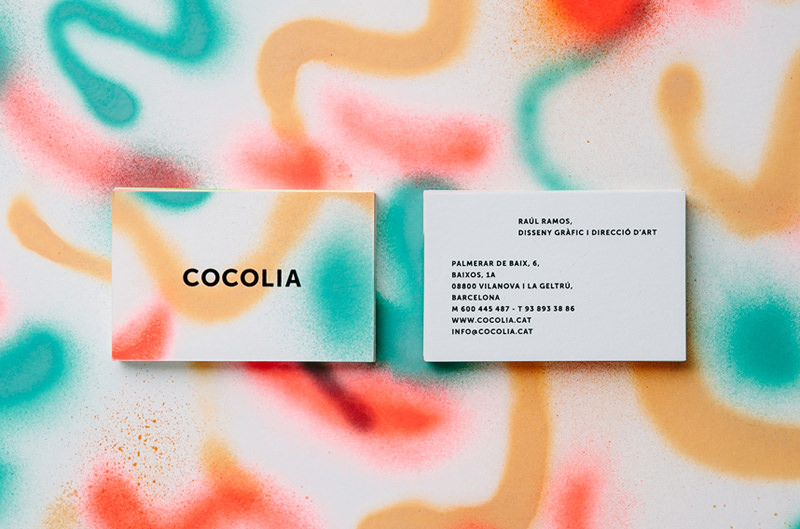 COCOLIA
RAÚL RAMOS,
DISSENY GRÀFIC I DIRECCIÓ D'ART
PALMERAR DE BAIX, 6,
BAIXOS, 1A
08800 VILANOVA I LA GELTRÚ,
BARCELONA
M 600 445 487 - T 93 893 38 86
WWW.COCOLIA.CAT
INFO@COCOLIA.CAT